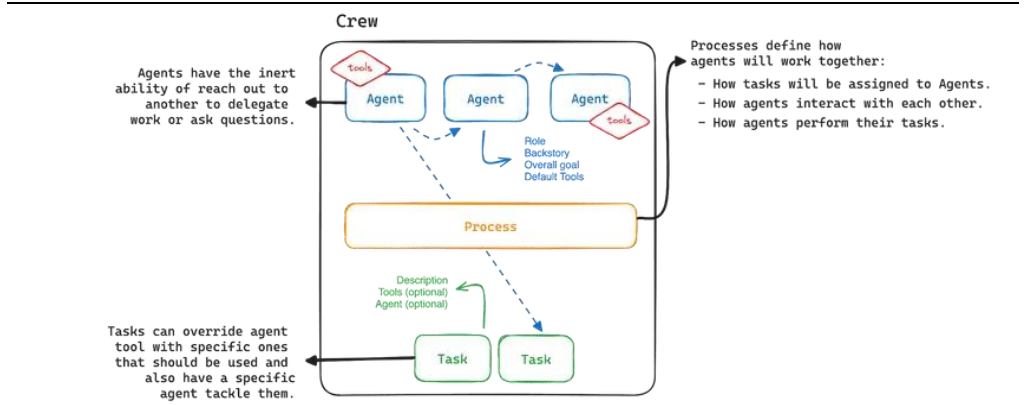 Crew
Agents have the inert
ability of reach out to
another to delegate
work or ask questions.
tools
Agent
Agent
Agent
tools
Role
Backstory
Overall goal
Default Tools
Processes define how
agents will work together:
- How tasks will be assigned to Agents.
- How agents interact with each other.
- How agents perform their tasks.
Process
Description
Tools (optional)
Agent (optional)
Tasks can override agent
tool with specific ones
that should be used and
also have a specific
agent tackle them.
Task
Task